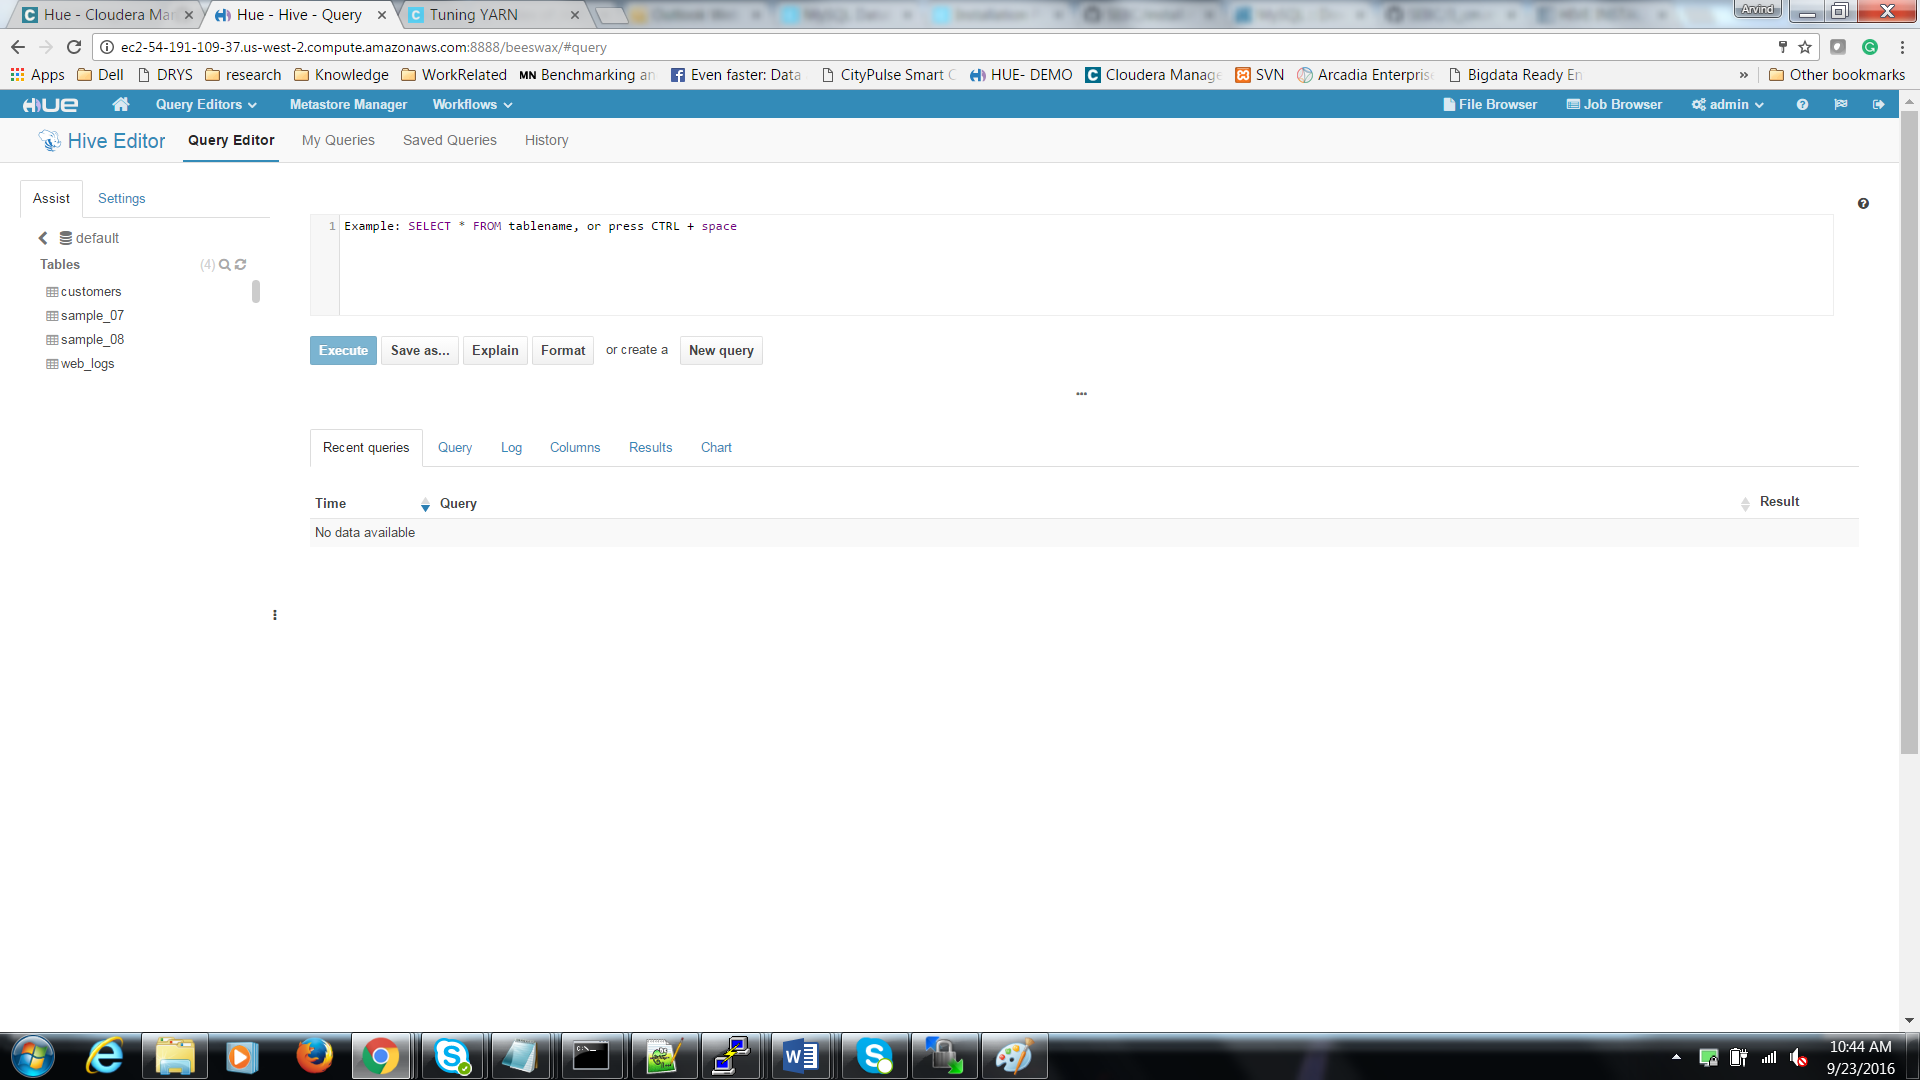 Hue - Cloudera Man
Hue - Hive - Query
Tuning YARN
Arvind
ec2-54-191-109-37.us-west-2.compute.amazonaws.com:8888/beeswax/#query
Apps Dell DRYS research Knowledge WorkRelated MN Benchmarking an Even faster: Data CityPulse Smart C HUE- DEMO Cloudera Manage SVN Arcadia Enterpris Bigdata Ready En » Other bookmarks
HUE Query Editors Metastore Manager Workflows File Browser Job Browser admin
Hive Editor Query Editor My Queries Saved Queries History
Assist Settings
default
Tables (4)
customers
sample_07
sample_08
web_logs
1 Example: SELECT * FROM tablename, or press CTRL + space
Execute Save as... Explain Format or create a New query
Recent queries Query Log Columns Results Chart
Time Query Result
No data available
10:44 AM
9/23/2016